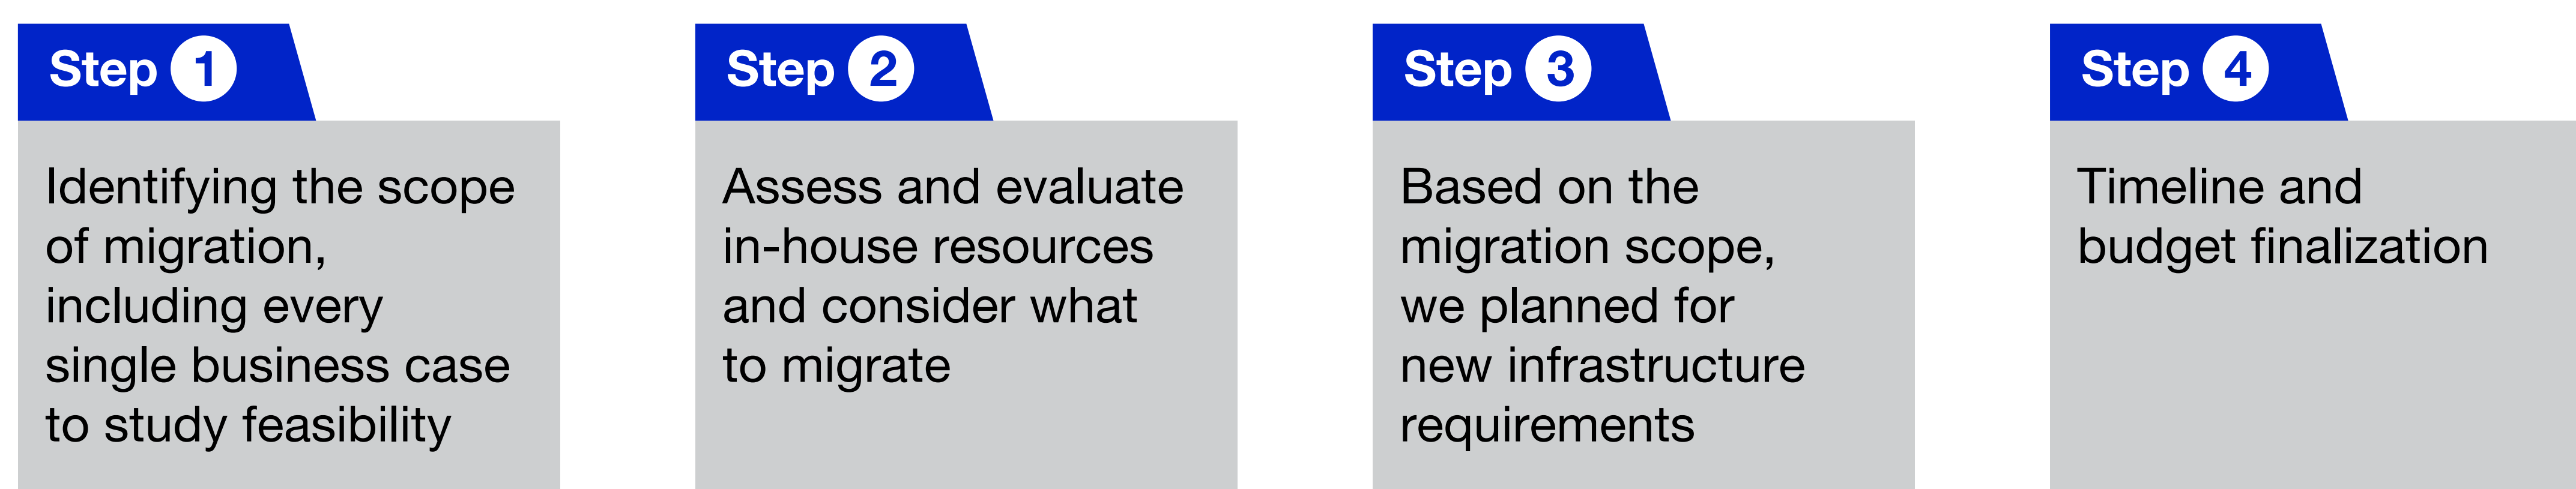 Step 1
Identifying the scope
of migration,
including every
single business case
to study feasibility
Step 2
Assess and evaluate
in-house resources
and consider what
to migrate
Step 3
Based on the
migration scope,
we planned for
new infrastructure
requirements
Step 4
Timeline and
budget finalization